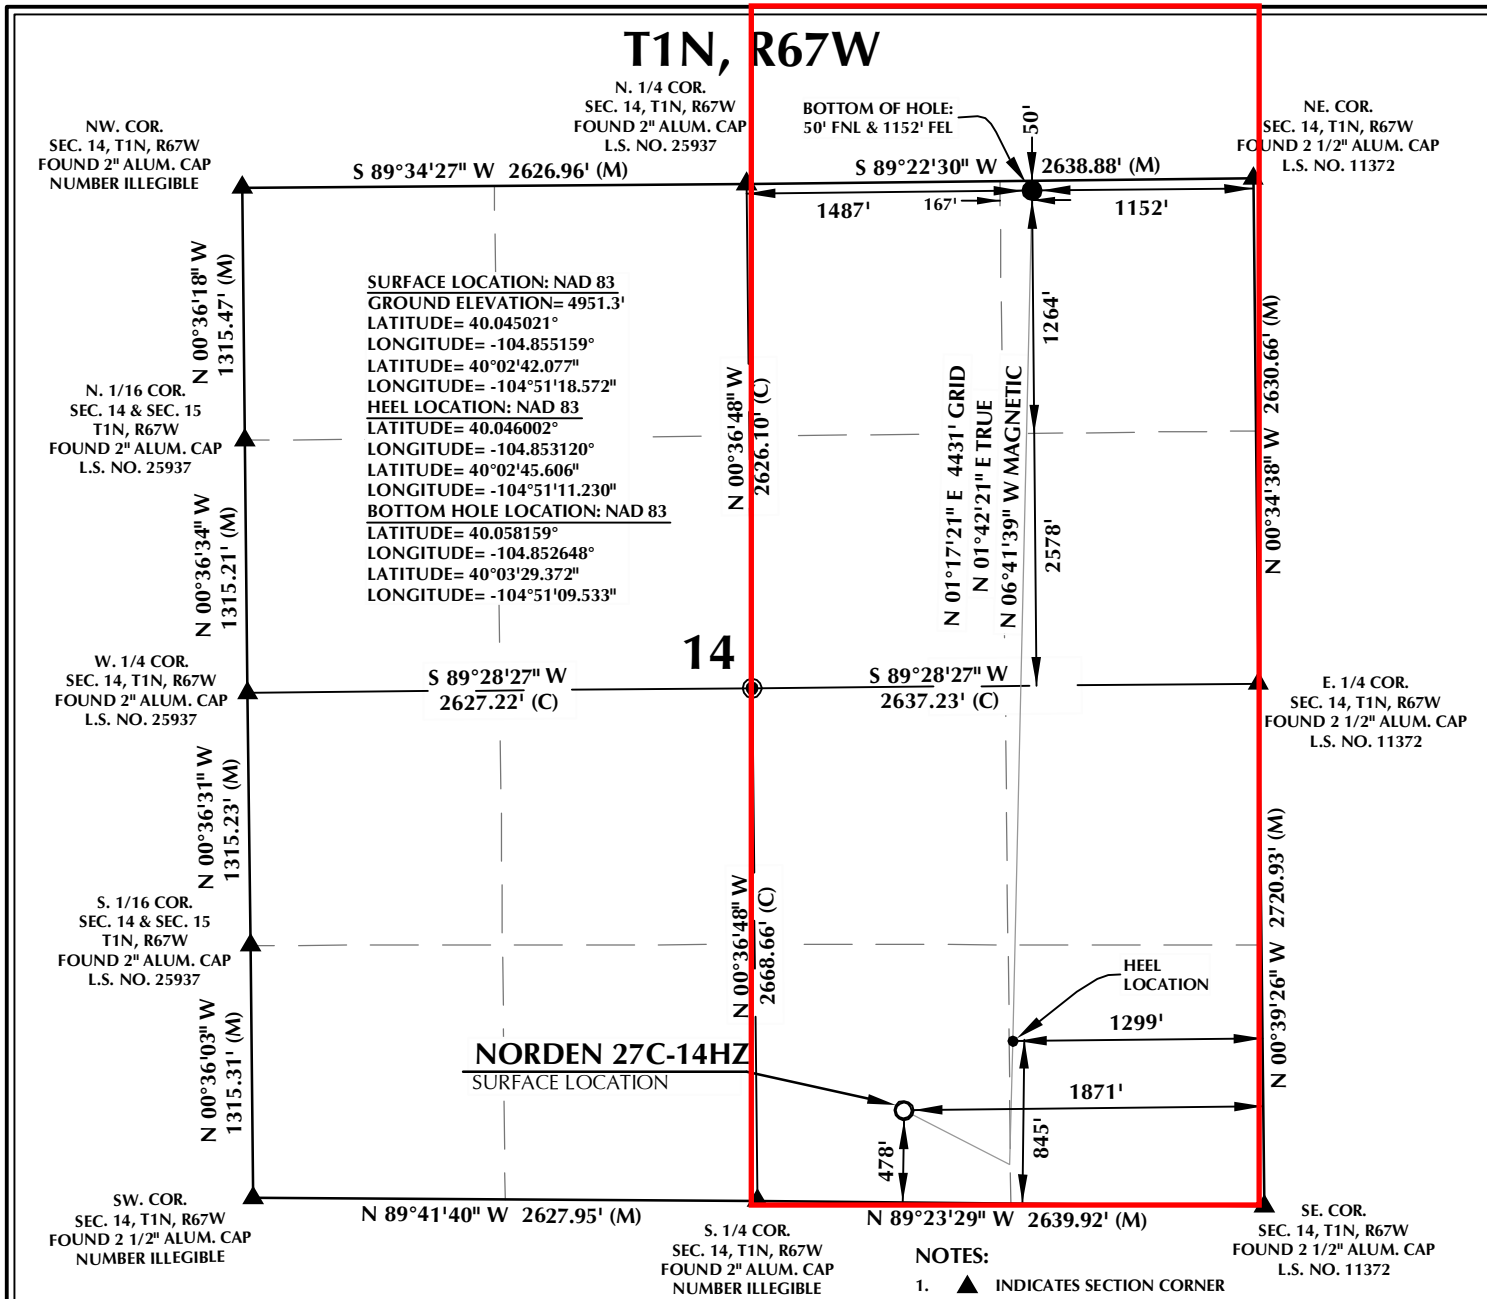 T1N, R67W
NW. COR.
SEC. 14, T1N, R67W
FOUND 2" ALUM. CAP
NUMBER ILLEGIBLE
N. 1/4 COR.
SEC. 14, T1N, R67W
FOUND 2" ALUM. CAP
L.S. NO. 25937
BOTTOM OF HOLE:
50' FNL & 1152' FEL
50'
NE. COR.
SEC. 14, T1N, R67W
FOUND 2 1/2" ALUM. CAP
L.S. NO. 11372
S 89°34'27" W 2626.96' (M)
S 89°22'30" W 2638.88' (M)
1487'
167'
1152'
N 00°36'18" W
1315.47' (M)
SURFACE LOCATION: NAD 83
GROUND ELEVATION= 4951.3'
LATITUDE= 40.045021°
LONGITUDE= -104.855159°
LATITUDE= 40°02'42.077"
LONGITUDE= -104°51'18.572"
HEEL LOCATION: NAD 83
LATITUDE= 40.046002°
LONGITUDE= -104.853120°
LATITUDE= 40°02'45.606"
LONGITUDE= -104°51'11.230"
BOTTOM HOLE LOCATION: NAD 83
LATITUDE= 40.058159°
LONGITUDE= -104.852648°
LATITUDE= 40°03'29.372"
LONGITUDE= -104°51'09.533"
N 00°36'48" W
2626.10' (C)
N 01°17'21" E 4431' GRID
N 01°42'21" E TRUE
N 06°41'39" W MAGNETIC
1264'
2578'
N 00°34'38" W 2630.66' (M)
N. 1/16 COR.
SEC. 14 & SEC. 15
T1N, R67W
FOUND 2" ALUM. CAP
L.S. NO. 25937
N 00°36'34" W
1315.21' (M)
W. 1/4 COR.
SEC. 14, T1N, R67W
FOUND 2" ALUM. CAP
L.S. NO. 25937
14
S 89°28'27" W
2627.22' (C)
S 89°28'27" W
2637.23' (C)
E. 1/4 COR.
SEC. 14, T1N, R67W
FOUND 2 1/2" ALUM. CAP
L.S. NO. 11372
N 00°36'31" W
1315.23' (M)
N 00°36'48" W
2668.66' (C)
N 00°39'26" W 2720.93' (M)
S. 1/16 COR.
SEC. 14 & SEC. 15
T1N, R67W
FOUND 2" ALUM. CAP
L.S. NO. 25937
HEEL
LOCATION
1299'
N 00°36'03" W
1315.31' (M)
NORDEN 27C-14HZ
SURFACE LOCATION
1871'
478'
845'
SW. COR.
SEC. 14, T1N, R67W
FOUND 2 1/2" ALUM. CAP
NUMBER ILLEGIBLE
N 89°41'40" W 2627.95' (M)
S. 1/4 COR.
SEC. 14, T1N, R67W
FOUND 2" ALUM. CAP
NUMBER ILLEGIBLE
N 89°23'29" W 2639.92' (M)
SE. COR.
SEC. 14, T1N, R67W
FOUND 2 1/2" ALUM. CAP
L.S. NO. 11372
NOTES:
1. ▲ INDICATES SECTION CORNER